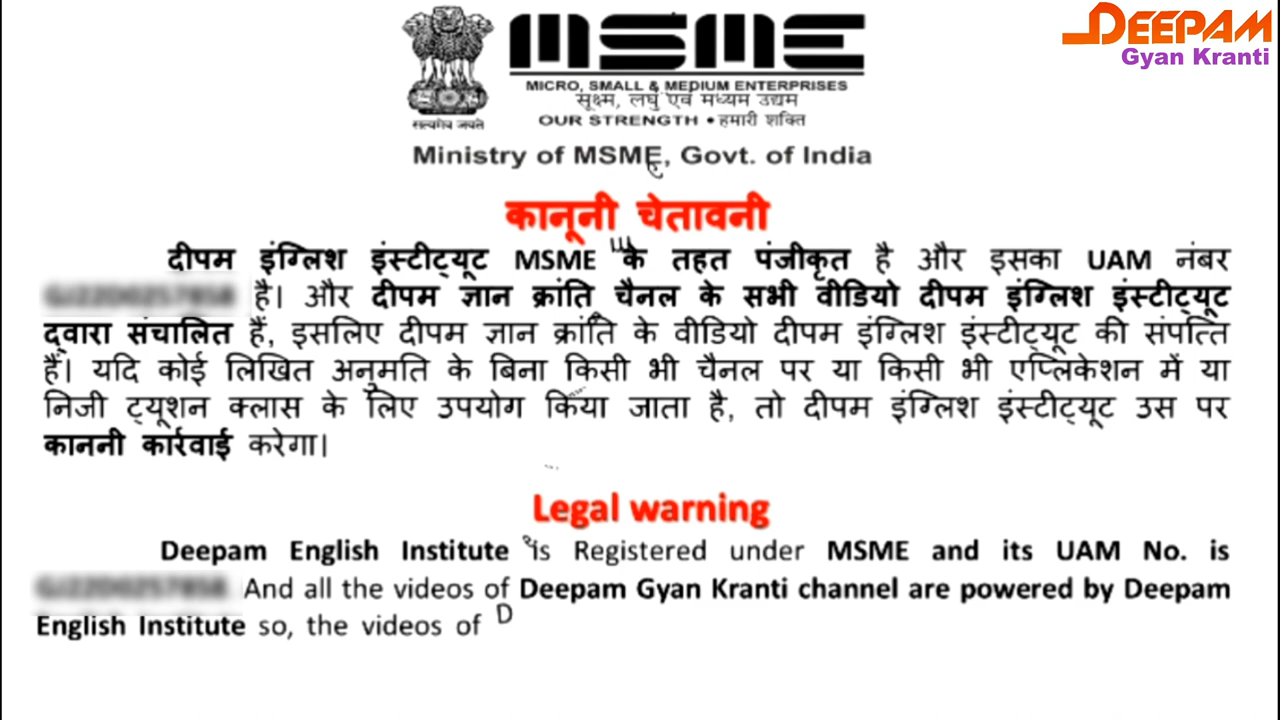 DEEPAM
Gyan Kranti
MSME
MICRO, SMALL & MEDIUM ENTERPRISES
सूक्ष्म, लघु एवं मध्यम उद्यम
OUR STRENGTH • हमारी शक्ति
सत्यमेव जयते
Ministry of MSME, Govt. of India
कानूनी चेतावनी
दीपम इंग्लिश इंस्टीट्यूट MSME के तहत पंजीकृत है और इसका UAM नंबर
है। और दीपम ज्ञान क्रांति चैनल के सभी वीडियो दीपम इंग्लिश इंस्टीट्यूट
द्वारा संचालित हैं, इसलिए दीपम ज्ञान क्रांति के वीडियो दीपम इंग्लिश इंस्टीट्यूट की संपत्ति
हैं। यदि कोई लिखित अनुमति के बिना किसी भी चैनल पर या किसी भी एप्लिकेशन में या
निजी ट्यूशन क्लास के लिए उपयोग किया जाता है, तो दीपम इंग्लिश इंस्टीट्यूट उस पर
काननी कार्रवाई करेगा।
Legal warning
Deepam English Institute is Registered under MSME and its UAM No. is
And all the videos of Deepam Gyan Kranti channel are powered by Deepam
English Institute so, the videos of D